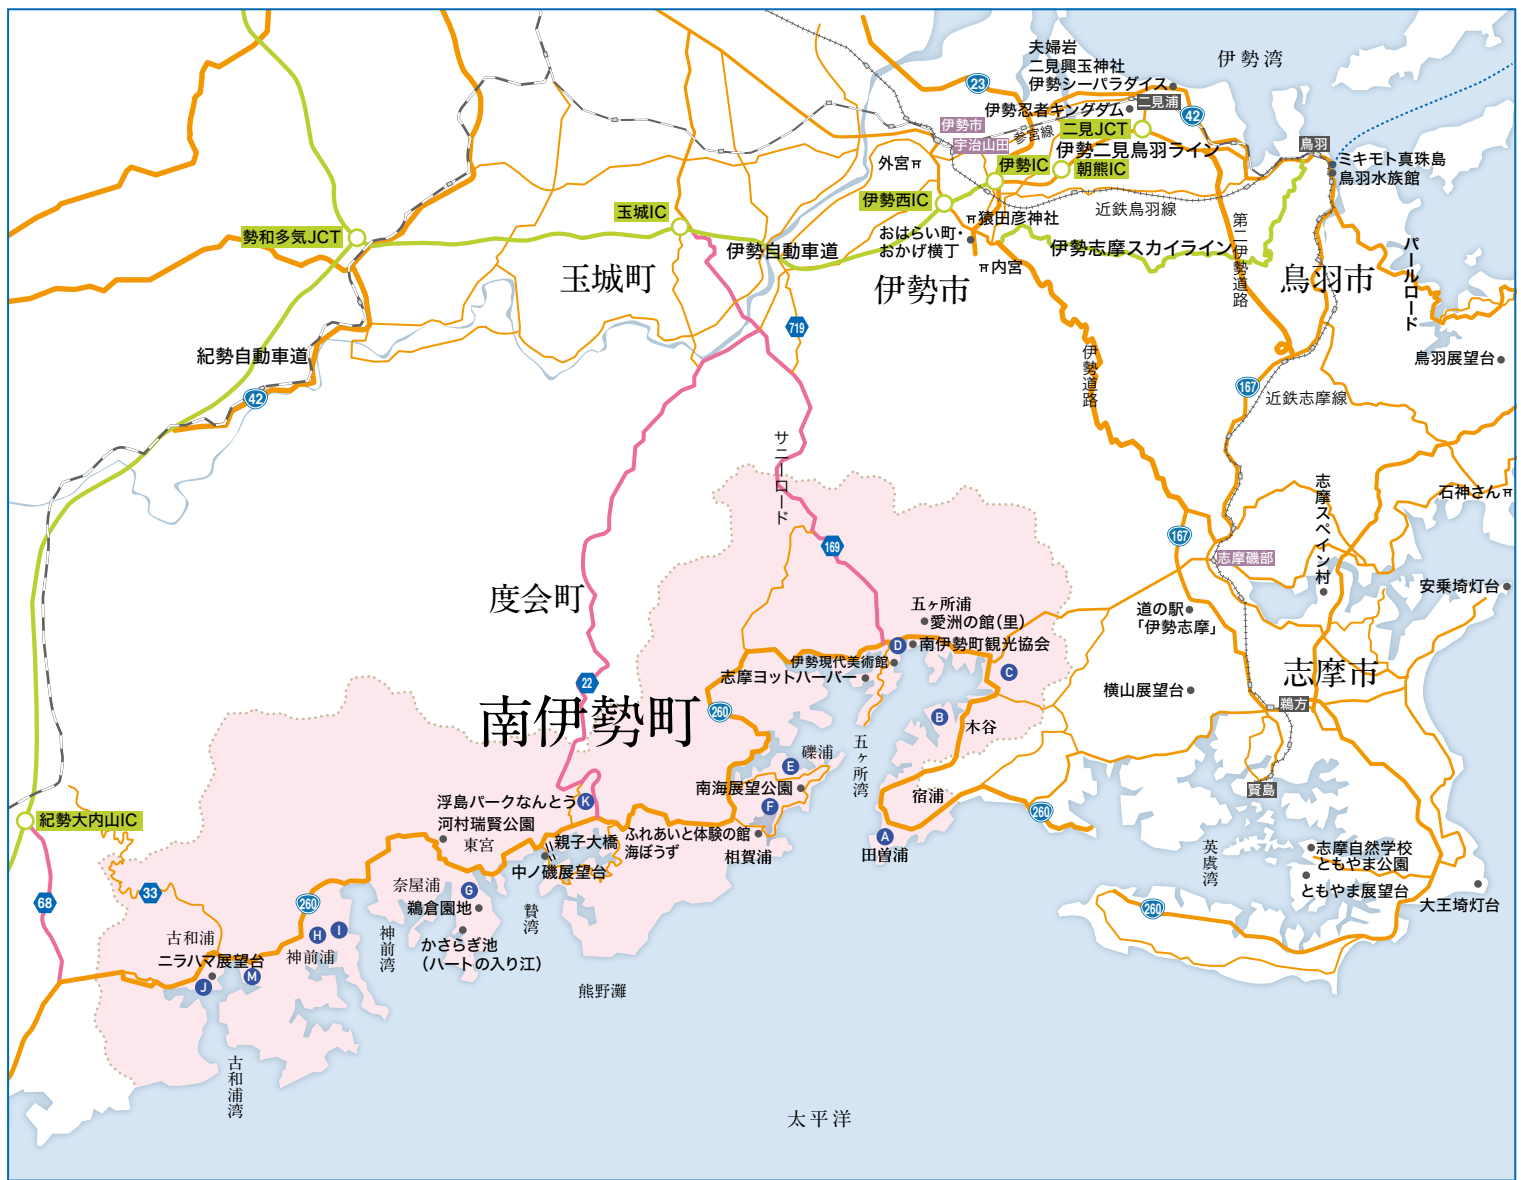 夫婦岩
二見興玉神社
伊勢シーパラダイス
伊勢湾
23
伊勢忍者キングダム
二見浦
42
伊勢市
参宮線
二見JCT
宇治山田
伊勢二見鳥羽ライン
鳥羽
ミキモト真珠島
鳥羽水族館
外宮
伊勢IC
朝熊IC
伊勢西IC
近鉄鳥羽線
玉城IC
猿田彦神社
第二伊勢道路
勢和多気JCT
おはらい町・
おかげ横丁
伊勢自動車道
伊勢志摩スカイライン
パールロード
内宮
玉城町
伊勢市
鳥羽市
719
紀勢自動車道
伊勢道路
鳥羽展望台
42
167
近鉄志摩線
サニーロード
志摩スペイン村
石神さん
167
169
志摩磯部
度会町
安乗埼灯台
五ヶ所浦
愛洲の館(里)
道の駅
「伊勢志摩」
D
南伊勢町観光協会
伊勢現代美術館
志摩ヨットハーバー
C
志摩市
22
横山展望台
南伊勢町
260
B
木谷
鵜方
五ヶ所湾
礫浦
E
南海展望公園
宿浦
賢島
浮島パークなんとう
K
F
260
紀勢大内山IC
河村瑞賢公園
東宮
親子大橋
ふれあいと体験の館
海ぼうず
相賀浦
A
田曽浦
英虞湾
志摩自然学校
ともやま公園
中ノ磯展望台
奈屋浦
G
ともやま展望台
33
68
260
鵜倉園地
贄湾
260
大王埼灯台
古和浦
H
I
神前湾
かさらぎ池
(ハートの入り江)
ニラハマ展望台
神前浦
J
M
熊野灘
古和浦湾
太平洋